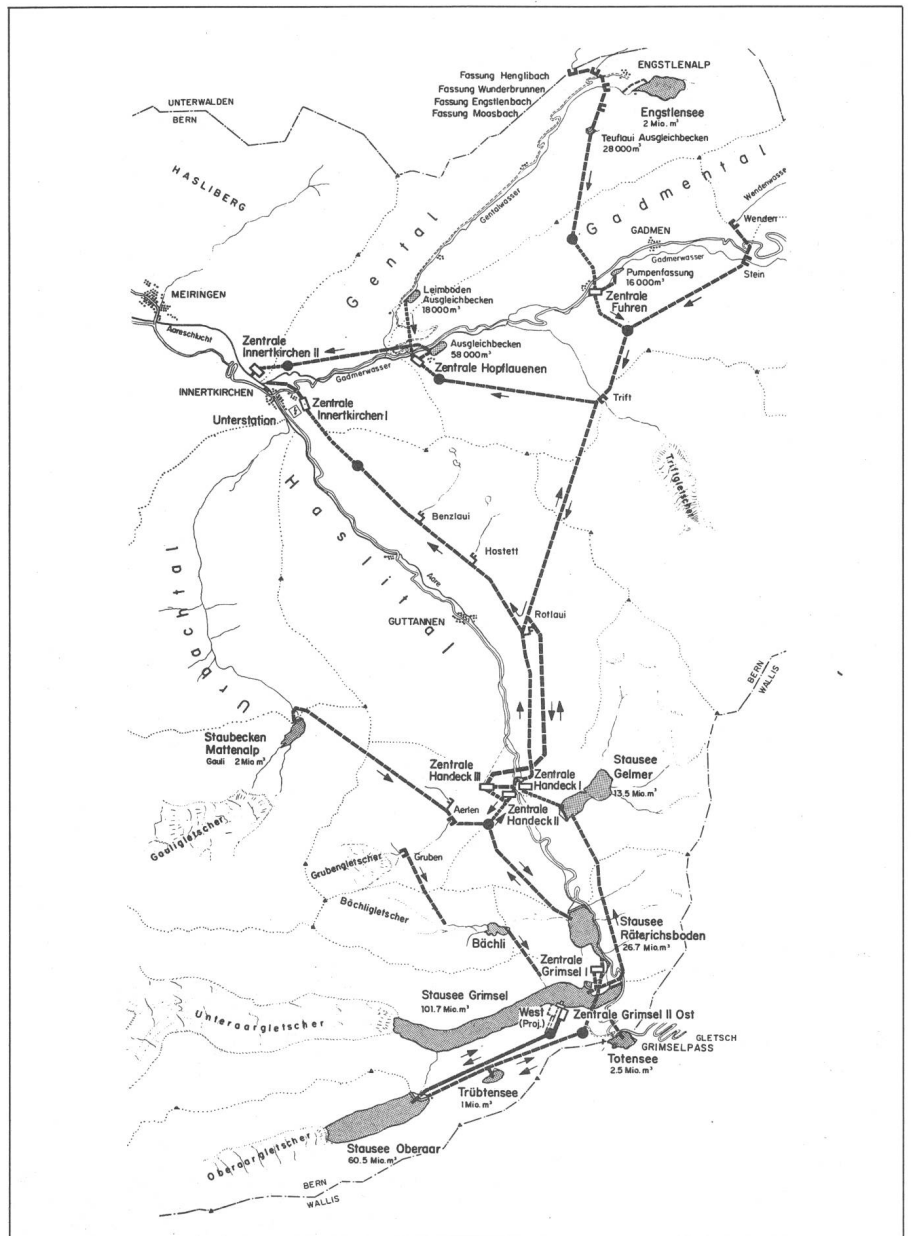 ENGSTLENALP
Fassung Henglibach
Fassung Wunderbrunnen
Fassung Engstlenbach
Fassung Moosbach
Engstlensee
2 Mio. m³
Teuflaui Ausgleichbecken
28 000 m³
UNTERWALDEN
BERN
HASLIBERG
Gental
Gentalwasser
Gadmental
Wendenwasse
Wenden
GADMEN
Gadmerwasser
Stein
Pumpenfassung
16 000 m³
Zentrale
Fuhren
MEIRINGEN
Leimboden
Ausgleichbecken
18 000 m³
Aareschlucht
Zentrale
Innertkirchen II
Ausgleichbecken
58 000 m³
Gadmerwasser
Zentrale Hopflauenen
INNERTKIRCHEN
Zentrale
Innertkirchen I
Unterstation
Trift
Triftgletscher
Haslital
Benzlaui
Hostett
Aare
GUTTANNEN
Rotlaui
Urbachtal
BERN
WALLIS
Staubecken
Mattenalp
Gauli 2 Mio m³
Zentrale
Handeck III
Zentrale
Handeck I
Zentrale
Handeck II
Stausee
Gelmer
13.5 Mio. m³
Aerlen
Gauligletscher
Grubengletscher
Gruben
Bächligletscher
Bächli
Stausee
Räterichsboden
26.7 Mio. m³
Zentrale
Grimsel I
Stausee Grimsel
101.7 Mio. m³
Unteraargletscher
West
(Proj.)
Zentrale Grimsel II Ost
GLETSCH
GRIMSELPASS
Totensee
2.5 Mio. m³
Trübtensee
1 Mio. m³
Oberaargletscher
Stausee Oberaar
60.5 Mio. m³
BERN
WALLIS